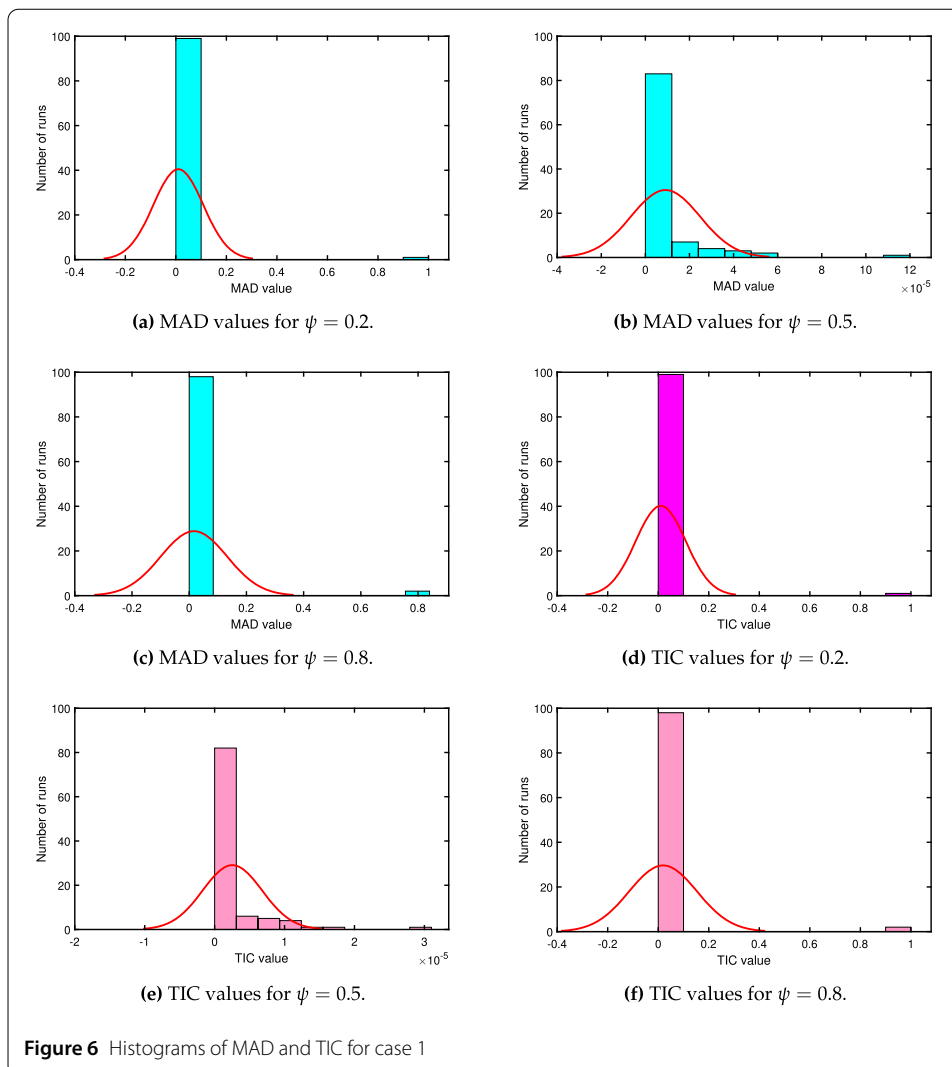 100
80
60
40
20
0
Number of runs
-0.4 -0.2 0 0.2 0.4 0.6 0.8 1
MAD value
(a) MAD values for ψ = 0.2.
100
80
60
40
20
0
Number of runs
-4 -2 0 2 4 6 8 10 12
MAD value
×10⁻⁵
(b) MAD values for ψ = 0.5.
100
80
60
40
20
0
Number of runs
-0.4 -0.2 0 0.2 0.4 0.6 0.8
MAD value
(c) MAD values for ψ = 0.8.
100
80
60
40
20
0
Number of runs
-0.4 -0.2 0 0.2 0.4 0.6 0.8 1
TIC value
(d) TIC values for ψ = 0.2.
100
80
60
40
20
0
Number of runs
-2 -1 0 1 2 3
TIC value
×10⁻⁵
(e) TIC values for ψ = 0.5.
100
80
60
40
20
0
Number of runs
-0.4 -0.2 0 0.2 0.4 0.6 0.8 1
TIC value
(f) TIC values for ψ = 0.8.
Figure 6 Histograms of MAD and TIC for case 1